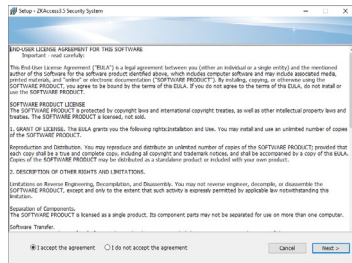 Setup - ZKAccess3.5 Security System
END-USER LICENSE AGREEMENT FOR THIS SOFTWARE
Important - read carefully:
This End-User License Agreement ("EULA") is a legal agreement between you (either an individual or a single entity) and the mentioned
author of this Software for the software product identified above, which includes computer software and may include associated media,
printed materials, and "online" or electronic documentation ("SOFTWARE PRODUCT"). By installing, copying, or otherwise using the
SOFTWARE PRODUCT, you agree to be bound by the terms of this EULA. If you do not agree to the terms of this EULA, do not install or
use the SOFTWARE PRODUCT.
SOFTWARE PRODUCT LICENSE
The SOFTWARE PRODUCT is protected by copyright laws and international copyright treaties, as well as other intellectual property laws and
treaties. The SOFTWARE PRODUCT is licensed, not sold.
1. GRANT OF LICENSE. The EULA grants you the following rights:Installation and Use. You may install and use an unlimited number of copies
of the SOFTWARE PRODUCT.
Reproduction and Distribution. You may reproduce and distribute an unlimited number of copies of the SOFTWARE PRODUCT; provided that
each copy shall be a true and complete copy, including all copyright and trademark notices, and shall be accompanied by a copy of this EULA.
Copies of the SOFTWARE PRODUCT may be distributed as a standalone product or included with your own product.
2. DESCRIPTION OF OTHER RIGHTS AND LIMITATIONS.
Limitations on Reverse Engineering, Decompilation, and Disassembly. You may not reverse engineer, decompile, or disassemble the
SOFTWARE PRODUCT, except and only to the extent that such activity is expressly permitted by applicable law notwithstanding this
limitation.
Separation of Components.
The SOFTWARE PRODUCT is licensed as a single product. Its component parts may not be separated for use on more than one computer.
Software Transfer.
I accept the agreement
I do not accept the agreement
Cancel
Next >